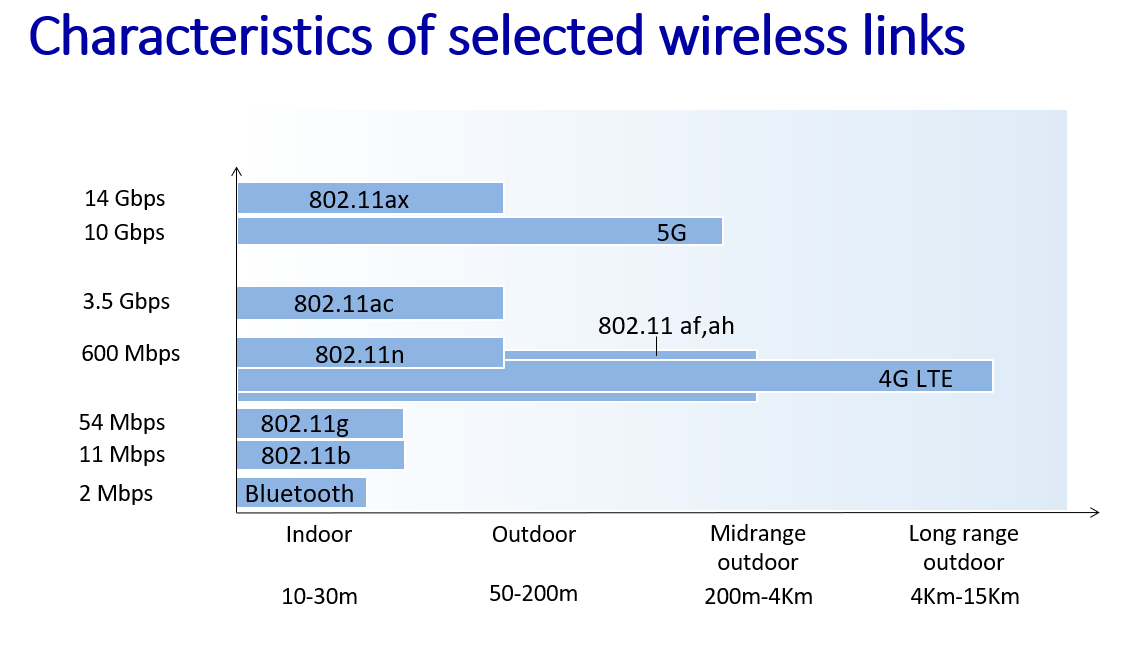 Characteristics of selected wireless links
14 Gbps
802.11ax
10 Gbps
5G
3.5 Gbps
802.11ac
802.11 af,ah
600 Mbps
802.11n
4G LTE
54 Mbps
802.11g
11 Mbps
802.11b
2 Mbps
Bluetooth
Indoor
Outdoor
Midrange
outdoor
Long range
outdoor
10-30m
50-200m
200m-4Km
4Km-15Km